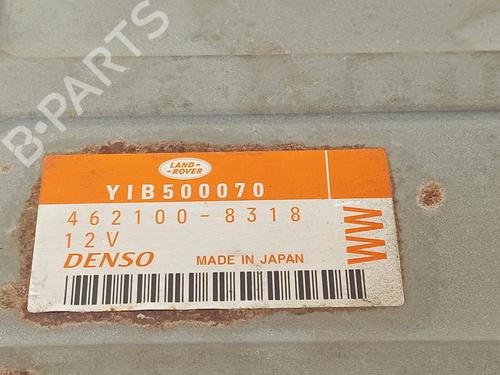 B-PARTS
LAND-
-ROVER
YIB500070
462100-8318
12V
DENSO MADE IN JAPAN
WW